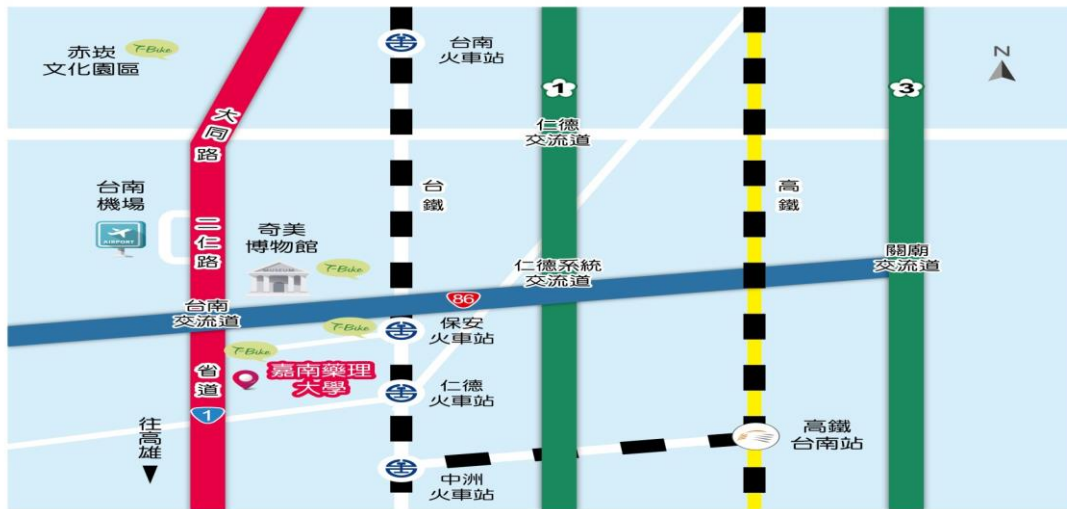 赤崁
文化園區
T-Bike
台南
火車站
N
1
3
大同路
仁德
交流道
台鐵
高鐵
台南
機場
AIRPORT
二仁路
奇美
博物館
MUSEUM
T-Bike
仁德系統
交流道
關廟
交流道
86
台南
交流道
T-Bike
保安
火車站
T-Bike
嘉南藥理
大學
省道
1
仁德
火車站
往高雄
高鐵
台南站
中洲
火車站